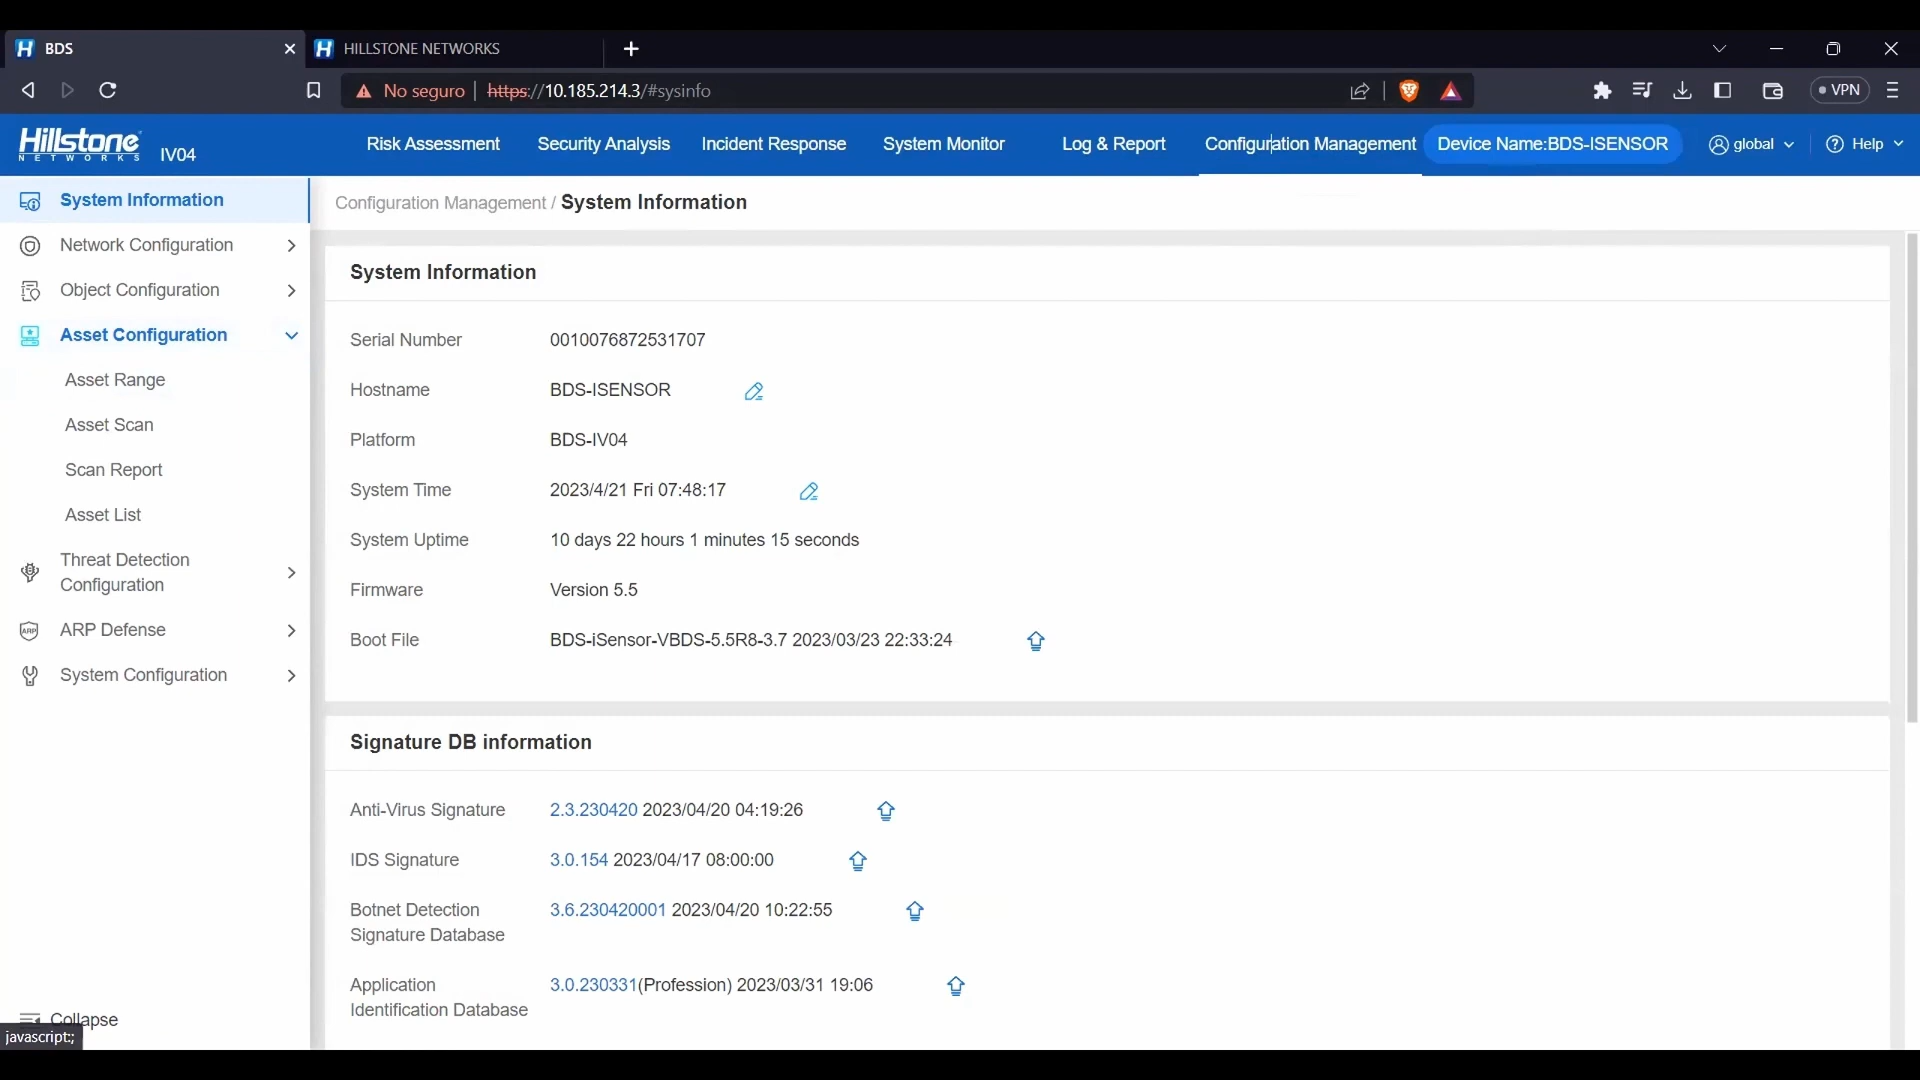 BDS
HILLSTONE NETWORKS
No seguro
https://10.185.214.3/#sysinfo
VPN
Hillstone
NETWORKS
IV04
Risk Assessment
Security Analysis
Incident Response
System Monitor
Log & Report
Configuration Management
Device Name:BDS-ISENSOR
global
Help
System Information
Network Configuration
Object Configuration
Asset Configuration
Asset Range
Asset Scan
Scan Report
Asset List
Threat Detection
Configuration
ARP Defense
System Configuration
Collapse
javascript:;
Configuration Management / System Information
System Information
Serial Number 0010076872531707
Hostname BDS-ISENSOR
Platform BDS-IV04
System Time 2023/4/21 Fri 07:48:17
System Uptime 10 days 22 hours 1 minutes 15 seconds
Firmware Version 5.5
Boot File BDS-iSensor-VBDS-5.5R8-3.7 2023/03/23 22:33:24
Signature DB information
Anti-Virus Signature 2.3.230420 2023/04/20 04:19:26
IDS Signature 3.0.154 2023/04/17 08:00:00
Botnet Detection 3.6.230420001 2023/04/20 10:22:55
Signature Database
Application 3.0.230331(Profession) 2023/03/31 19:06
Identification Database